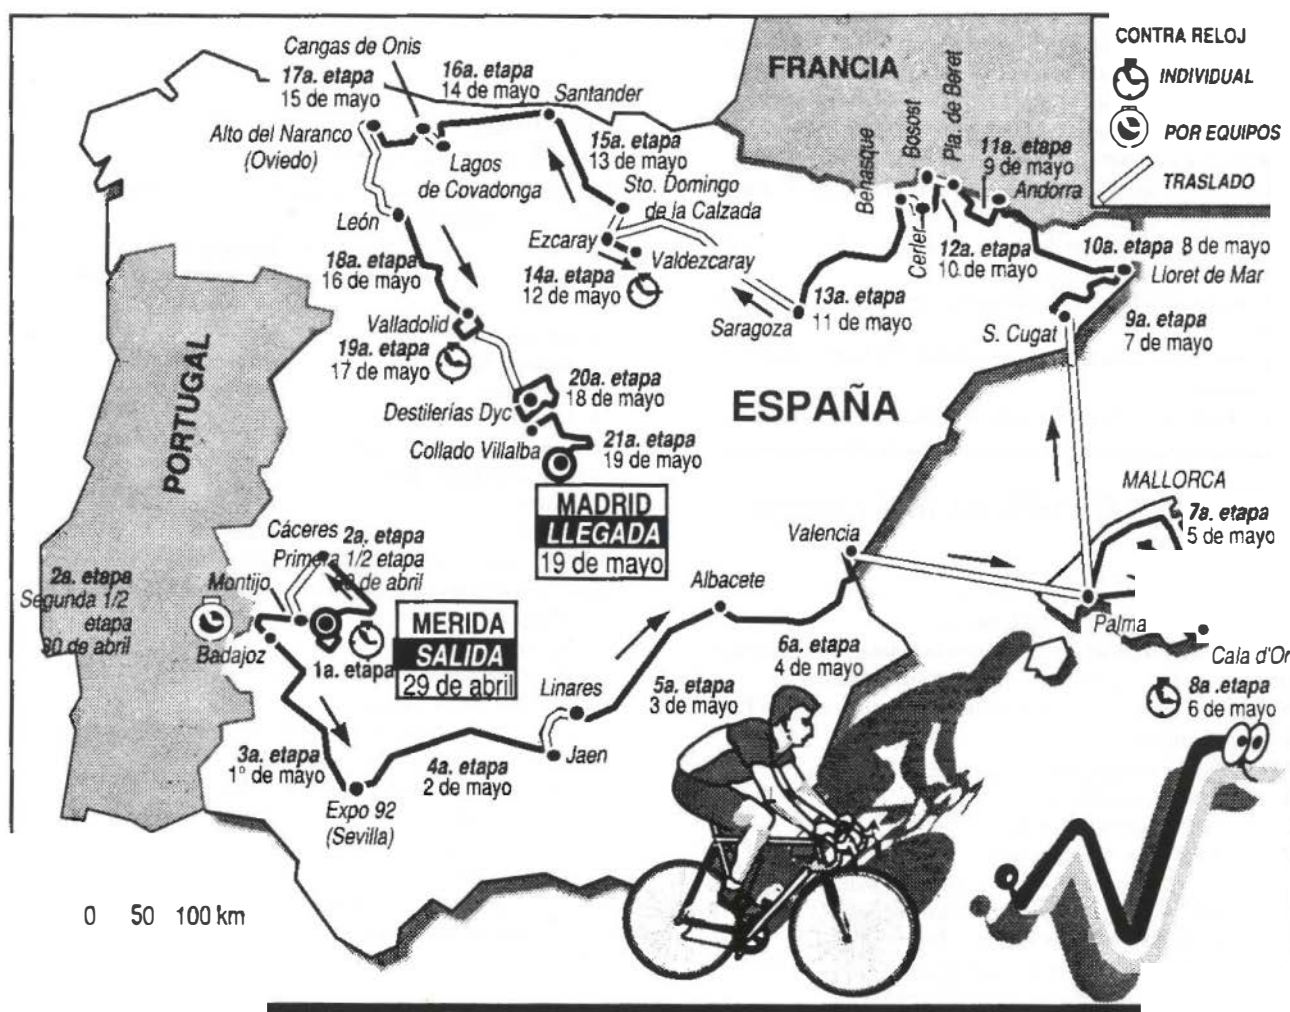 CONTRA RELOJ
INDIVIDUAL
POR EQUIPOS
TRASLADO
FRANCIA
Cangas de Onis
17a. etapa
15 de mayo
16a. etapa
14 de mayo
Santander
Alto del Naranco
(Oviedo)
Lagos
de Covadonga
15a. etapa
13 de mayo
Sto. Domingo
de la Calzada
Benasque
Bosost
Pla. de Beret
11a. etapa
9 de mayo
Andorra
León
Ezcaray
Valdezcaray
Cerler
12a. etapa
10 de mayo
10a. etapa 8 de mayo
Lloret de Mar
18a. etapa
16 de mayo
14a. etapa
12 de mayo
Saragoza
13a. etapa
11 de mayo
S. Cugat
9a. etapa
7 de mayo
Valladolid
19a. etapa
17 de mayo
PORTUGAL
20a. etapa
18 de mayo
Destilerías Dyc
Collado Villalba
21a. etapa
19 de mayo
ESPAÑA
MADRID
LLEGADA
19 de mayo
MALLORCA
7a. etapa
5 de mayo
Cáceres
2a. etapa
Primera 1/2 etapa
30 de abril
Valencia
2a. etapa
Segunda 1/2
etapa
30 de abril
Montijo
Badajoz
1a. etapa
MERIDA
SALIDA
29 de abril
Albacete
Palma
Cala d'Or
6a. etapa
4 de mayo
8a .etapa
6 de mayo
Linares
5a. etapa
3 de mayo
Jaen
3a. etapa
1° de mayo
4a. etapa
2 de mayo
Expo 92
(Sevilla)
0 50 100 km